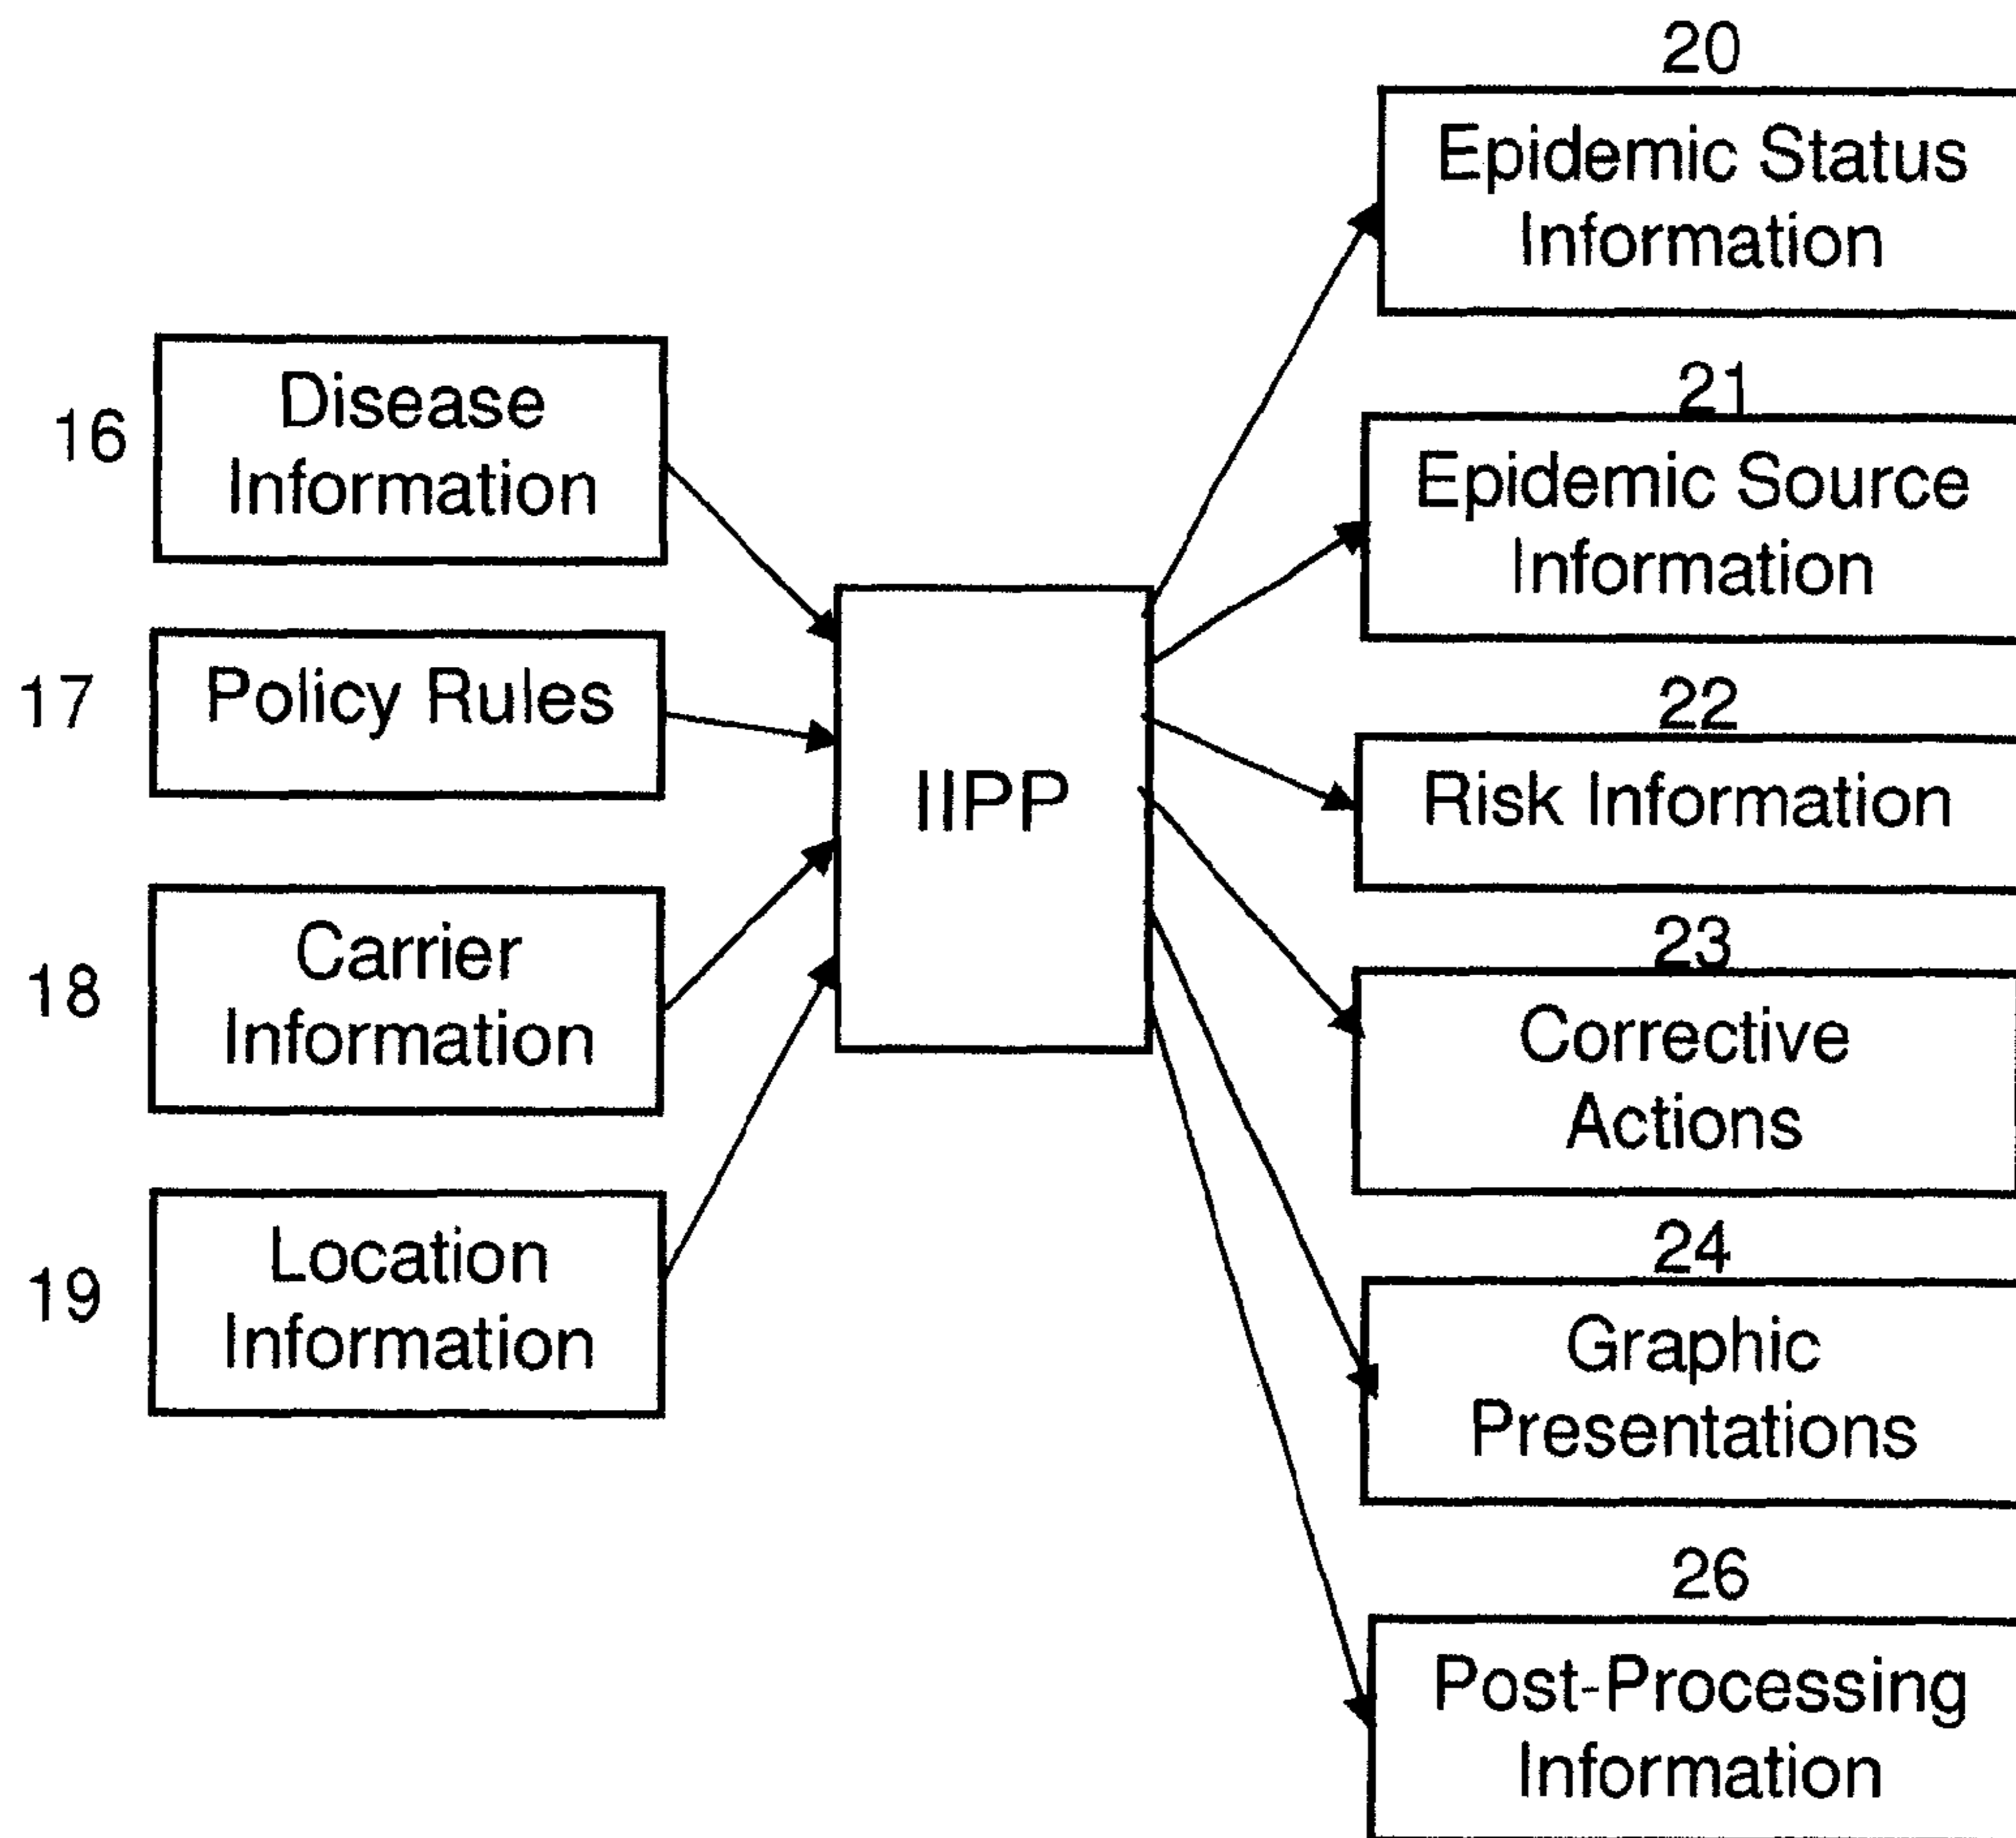 16
Disease
Information
17
Policy Rules
18
Carrier
Information
19
Location
Information
IIPP
20
Epidemic Status
Information
21
Epidemic Source
Information
22
Risk Information
23
Corrective
Actions
24
Graphic
Presentations
26
Post-Processing
Information